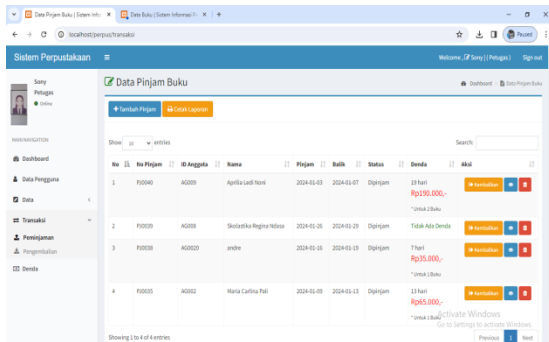 Data Pinjam Buku | Sistem Info
Data Buku | Sistem Informasi P
localhost/perpus/transaksi
Paused
Sistem Perpustakaan
Welcome, Sony | ( Petugas )
Sign out
Sony
Petugas
Online
MAIN NAVIGATION
Dashboard
Data Pengguna
Data
Transaksi
Peminjaman
Pengembalian
Denda
Data Pinjam Buku
Dashboard
Data Pinjam Buku
+ Tambah Pinjam
Cetak Laporan
Show 10 entries
Search:
No No Pinjam ID Anggota Nama Pinjam Balik Status Denda Aksi
1 PJ0040 AG009 Aprilia Ledi Noni 2024-01-03 2024-01-07 Dipinjam 19 hari Kembalikan
Rp190.000,-
* Untuk 2 Buku
2 PJ0039 AG008 Skolastika Regina Ndosa 2024-01-26 2024-01-29 Dipinjam Tidak Ada Denda Kembalikan
3 PJ0038 AG0020 andre 2024-01-16 2024-01-19 Dipinjam 7 hari Kembalikan
Rp35.000,-
* Untuk 1 Buku
4 PJ0035 AG002 Maria Carlina Pali 2024-01-09 2024-01-13 Dipinjam 13 hari Kembalikan
Rp65.000,-
* Untuk 1 Buku
Activate Windows
Go to Settings to activate Windows.
Showing 1 to 4 of 4 entries
Previous 1 Next